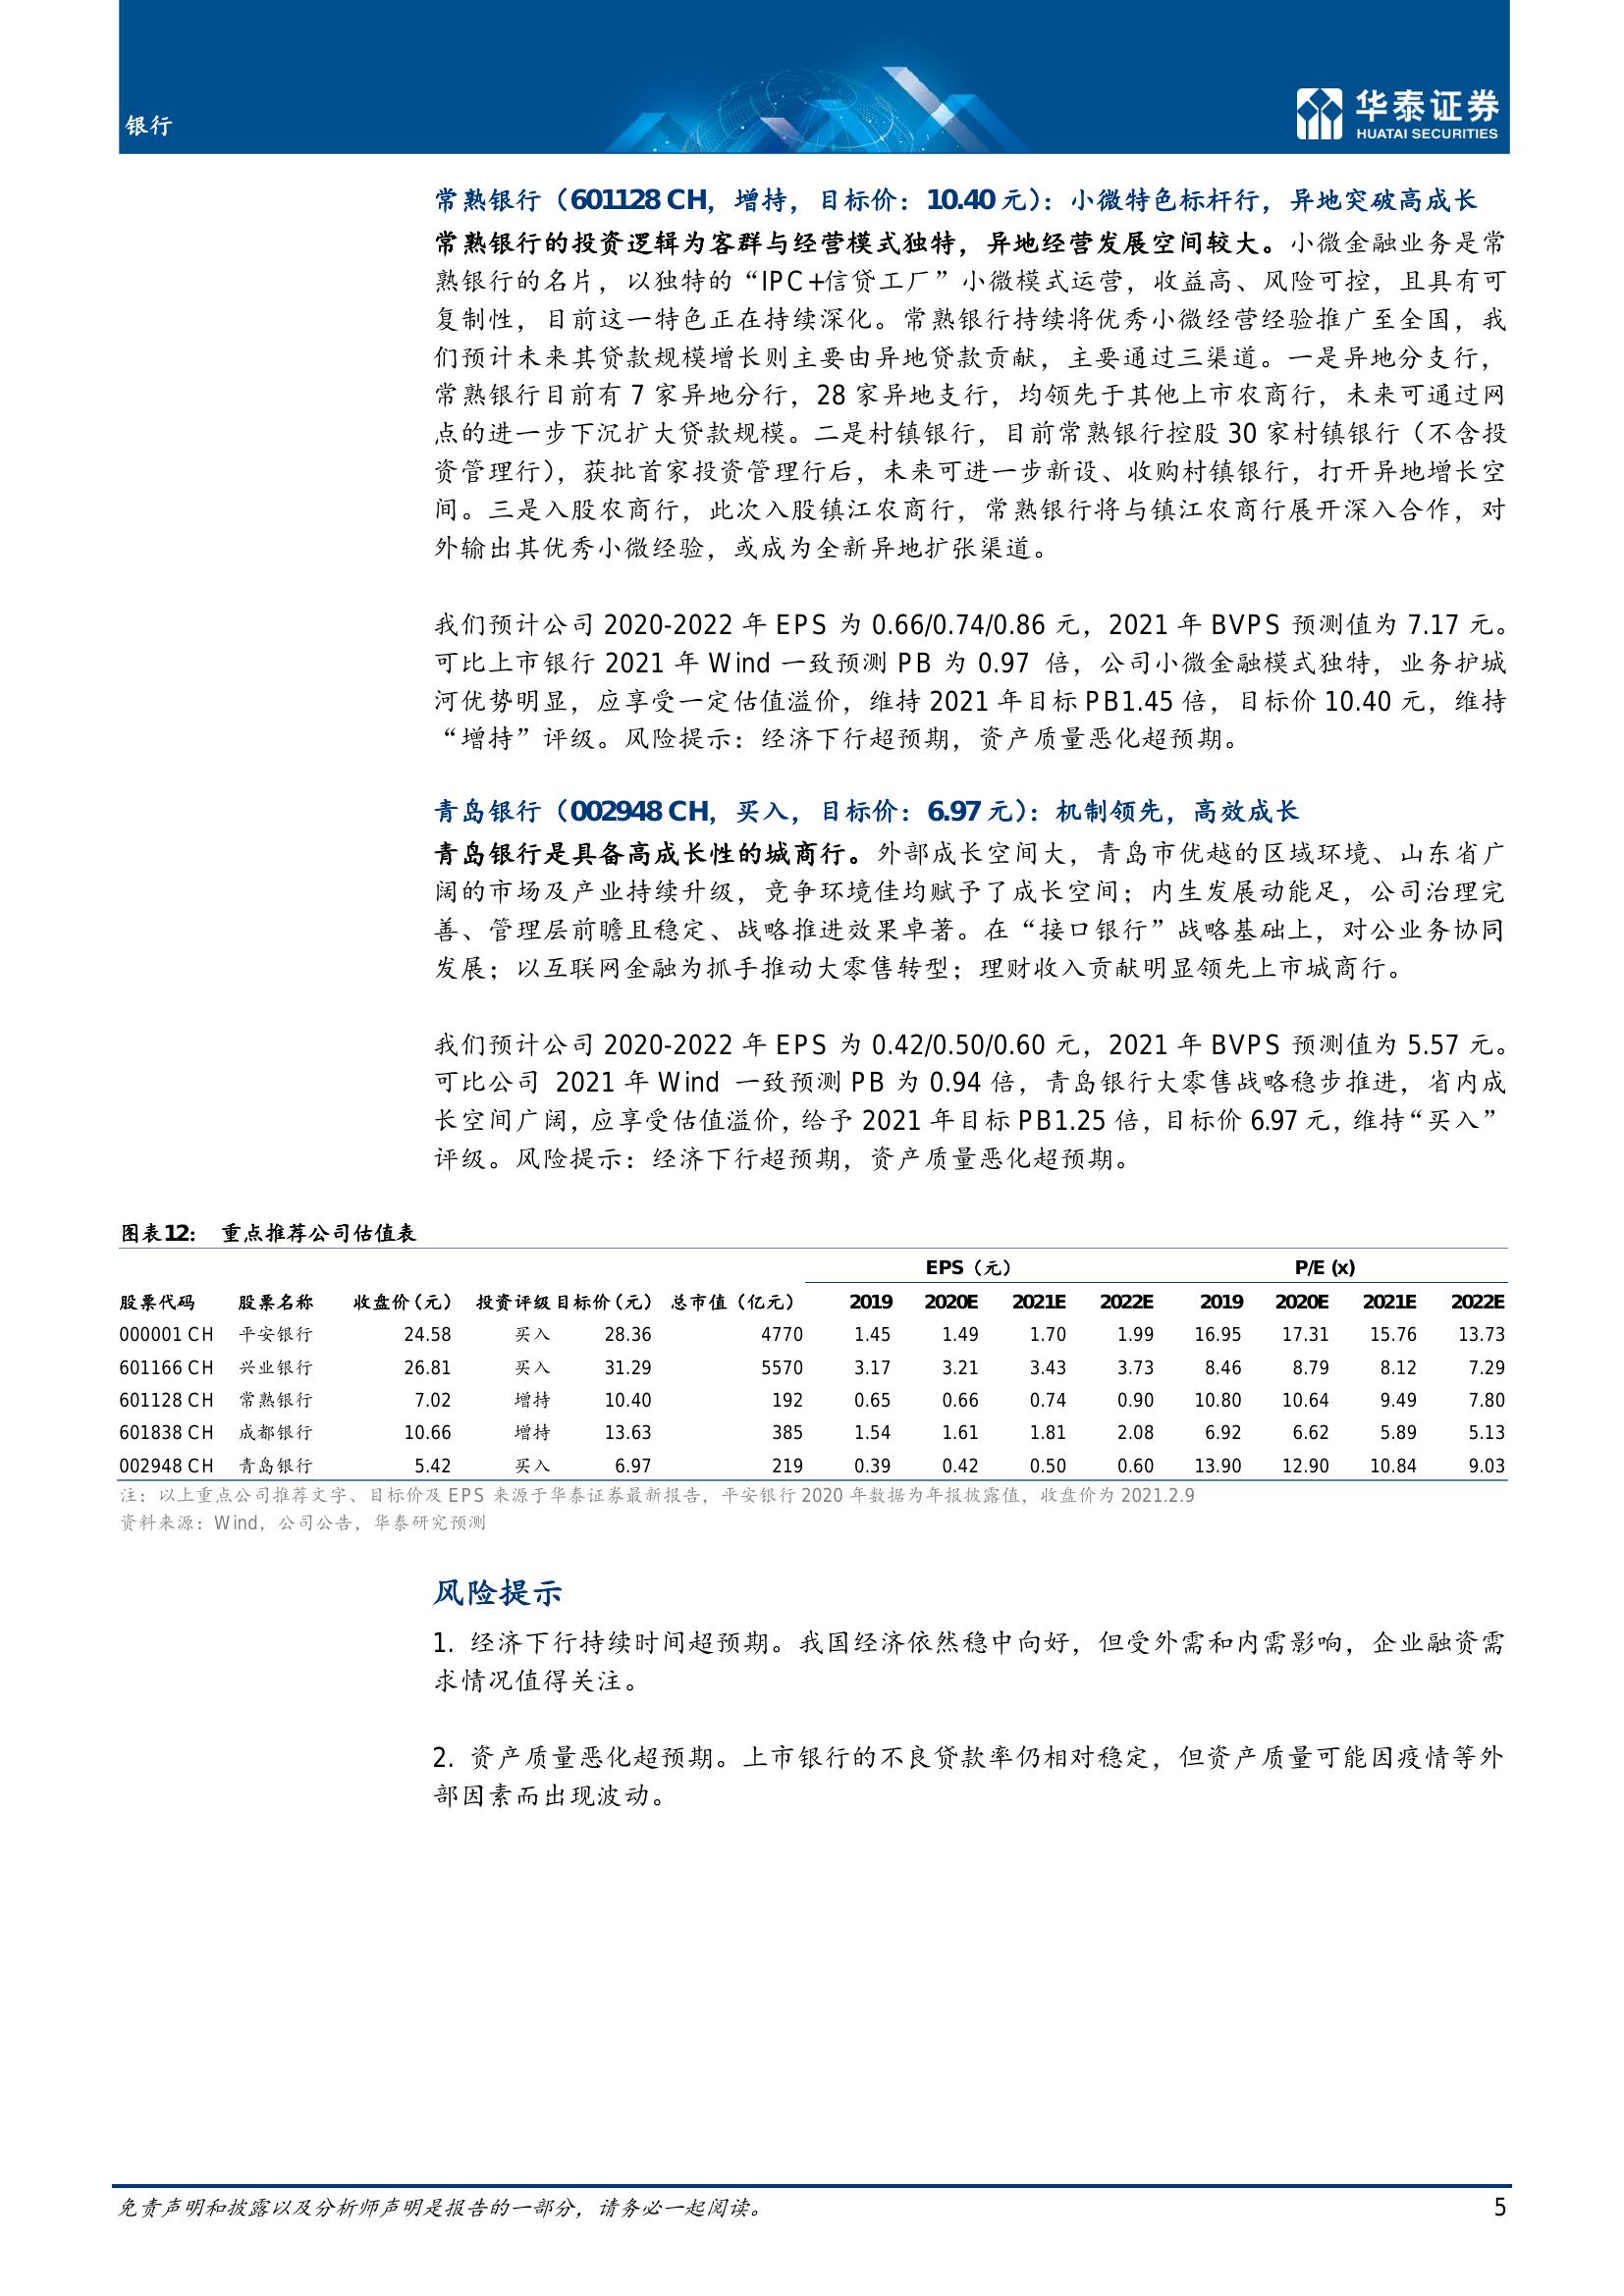 银行
华泰证券
HUATAI SECURITIES
常熟银行（601128 CH，增持，目标价：10.40 元）：小微特色标杆行，异地突破高成长
常熟银行的投资逻辑为客群与经营模式独特，异地经营发展空间较大。小微金融业务是常
熟银行的名片，以独特的“IPC+信贷工厂”小微模式运营，收益高、风险可控，且具有可
复制性，目前这一特色正在持续深化。常熟银行持续将优秀小微经营经验推广至全国，我
们预计未来其贷款规模增长则主要由异地贷款贡献，主要通过三渠道。一是异地分支行，
常熟银行目前有 7 家异地分行，28 家异地支行，均领先于其他上市农商行，未来可通过网
点的进一步下沉扩大贷款规模。二是村镇银行，目前常熟银行控股 30 家村镇银行（不含投
资管理行），获批首家投资管理行后，未来可进一步新设、收购村镇银行，打开异地增长空
间。三是入股农商行，此次入股镇江农商行，常熟银行将与镇江农商行展开深入合作，对
外输出其优秀小微经验，或成为全新异地扩张渠道。
我们预计公司 2020-2022 年 EPS 为 0.66/0.74/0.86 元，2021 年 BVPS 预测值为 7.17 元。
可比上市银行 2021 年 Wind 一致预测 PB 为 0.97 倍，公司小微金融模式独特，业务护城
河优势明显，应享受一定估值溢价，维持 2021 年目标 PB1.45 倍，目标价 10.40 元，维持
“增持”评级。风险提示：经济下行超预期，资产质量恶化超预期。
青岛银行（002948 CH，买入，目标价：6.97 元）：机制领先，高效成长
青岛银行是具备高成长性的城商行。外部成长空间大，青岛市优越的区域环境、山东省广
阔的市场及产业持续升级，竞争环境佳均赋予了成长空间；内生发展动能足，公司治理完
善、管理层前瞻且稳定、战略推进效果卓著。在“接口银行”战略基础上，对公业务协同
发展；以互联网金融为抓手推动大零售转型；理财收入贡献明显领先上市城商行。
我们预计公司 2020-2022 年 EPS 为 0.42/0.50/0.60 元，2021 年 BVPS 预测值为 5.57 元。
可比公司 2021 年 Wind 一致预测 PB 为 0.94 倍，青岛银行大零售战略稳步推进，省内成
长空间广阔，应享受估值溢价，给予 2021 年目标 PB1.25 倍，目标价 6.97 元，维持“买入”
评级。风险提示：经济下行超预期，资产质量恶化超预期。
图表12： 重点推荐公司估值表
EPS（元） P/E (x)
股票代码 股票名称 收盘价(元) 投资评级 目标价(元) 总市值（亿元） 2019 2020E 2021E 2022E 2019 2020E 2021E 2022E
000001 CH 平安银行 24.58 买入 28.36 4770 1.45 1.49 1.70 1.99 16.95 17.31 15.76 13.73
601166 CH 兴业银行 26.81 买入 31.29 5570 3.17 3.21 3.43 3.73 8.46 8.79 8.12 7.29
601128 CH 常熟银行 7.02 增持 10.40 192 0.65 0.66 0.74 0.90 10.80 10.64 9.49 7.80
601838 CH 成都银行 10.66 增持 13.63 385 1.54 1.61 1.81 2.08 6.92 6.62 5.89 5.13
002948 CH 青岛银行 5.42 买入 6.97 219 0.39 0.42 0.50 0.60 13.90 12.90 10.84 9.03
注：以上重点公司推荐文字、目标价及 EPS 来源于华泰证券最新报告，平安银行 2020 年数据为年报披露值，收盘价为 2021.2.9
资料来源：Wind，公司公告，华泰研究预测
风险提示
1. 经济下行持续时间超预期。我国经济依然稳中向好，但受外需和内需影响，企业融资需
求情况值得关注。
2. 资产质量恶化超预期。上市银行的不良贷款率仍相对稳定，但资产质量可能因疫情等外
部因素而出现波动。
免责声明和披露以及分析师声明是报告的一部分，请务必一起阅读。 5